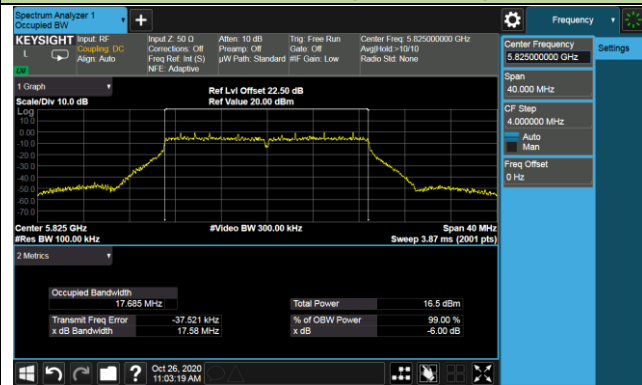 Spectrum Analyzer 1
Occupied BW
Frequency
KEYSIGHT
L
LM
Input: RF
Coupling: DC
Align: Auto
Input Z: 50 Ω
Corrections: Off
Freq Ref: Int (S)
NFE: Adaptive
Atten: 10 dB
Preamp: Off
µW Path: Standard
Trig: Free Run
Gate: Off
#IF Gain: Low
Center Freq: 5.825000000 GHz
Avg|Hold:>10/10
Radio Std: None
Center Frequency
5.825000000 GHz
Settings
Span
40.000 MHz
CF Step
4.000000 MHz
Auto
Man
Freq Offset
0 Hz
1 Graph
Scale/Div 10.0 dB
Ref Lvl Offset 22.50 dB
Ref Value 20.00 dBm
Log
10.0
0.00
-10.0
-20.0
-30.0
-40.0
-50.0
-60.0
-70.0
Center 5.825 GHz
#Video BW 300.00 kHz
Span 40 MHz
#Res BW 100.00 kHz
Sweep 3.87 ms (2001 pts)
2 Metrics
Occupied Bandwidth
17.685 MHz
Total Power 16.5 dBm
Transmit Freq Error -37.521 kHz
% of OBW Power 99.00 %
x dB Bandwidth 17.58 MHz
x dB -6.00 dB
?
Oct 26, 2020
11:03:19 AM